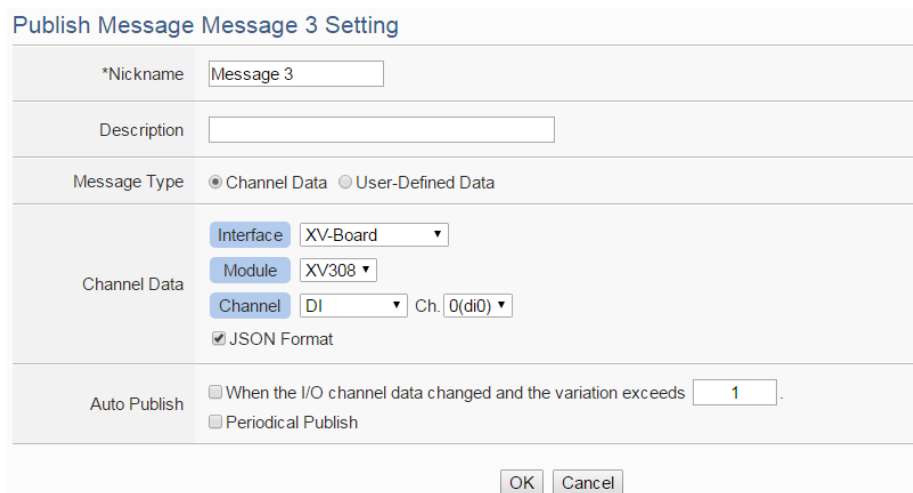 Publish Message Message 3 Setting
*Nickname Message 3
Description
Message Type Channel Data User-Defined Data
Interface XV-Board
Module XV308
Channel Data
Channel DI Ch. 0(di0)
JSON Format
When the I/O channel data changed and the variation exceeds 1 .
Auto Publish
Periodical Publish
OK Cancel